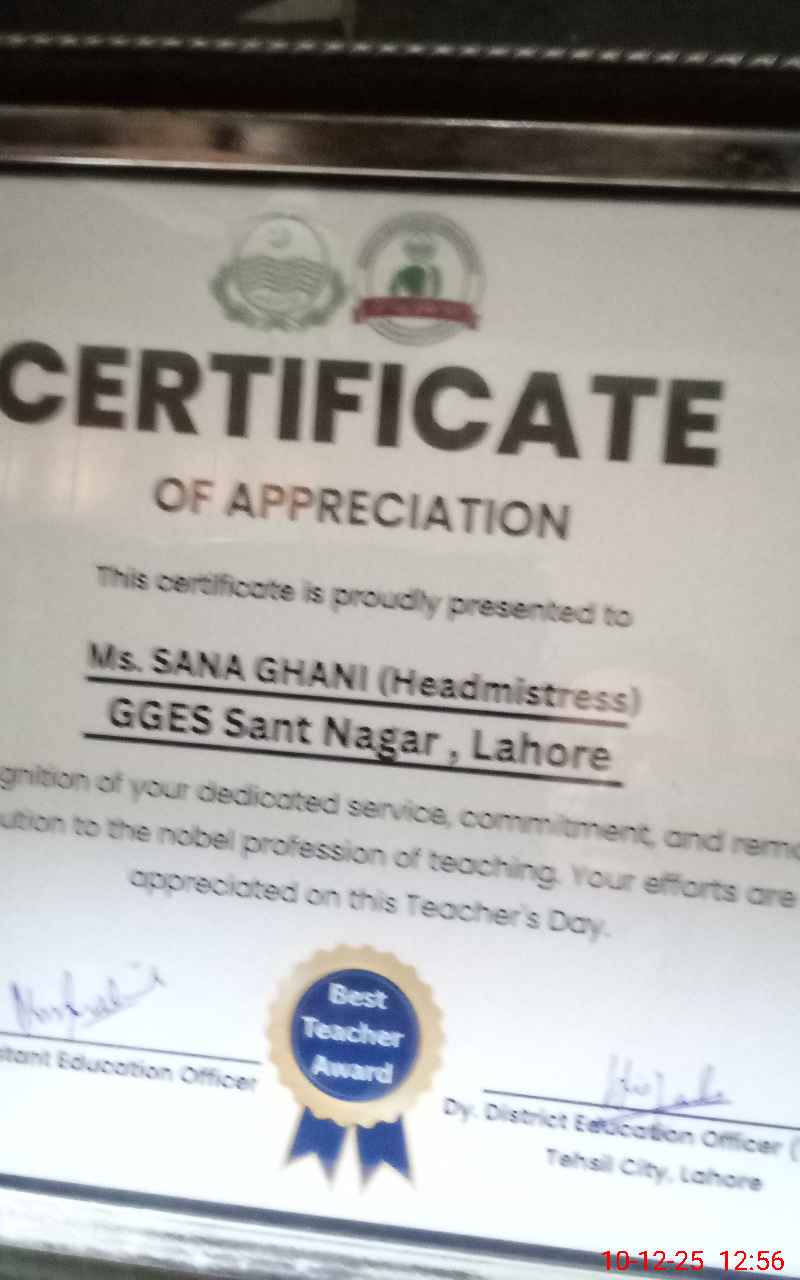 CERTIFICATE
OF APPRECIATION
This certificate is proudly presented to
Ms. SANA GHANI (Headmistress)
GGES Sant Nagar , Lahore
gnition of your dedicated service, commitment, and rema
ution to the nobel profession of teaching. Your efforts are
appreciated on this Teacher's Day.
Best
Teacher
Award
stant Education Officer
Dy. District Education Officer (
Tehsil City, Lahore
10-12-25 12:56